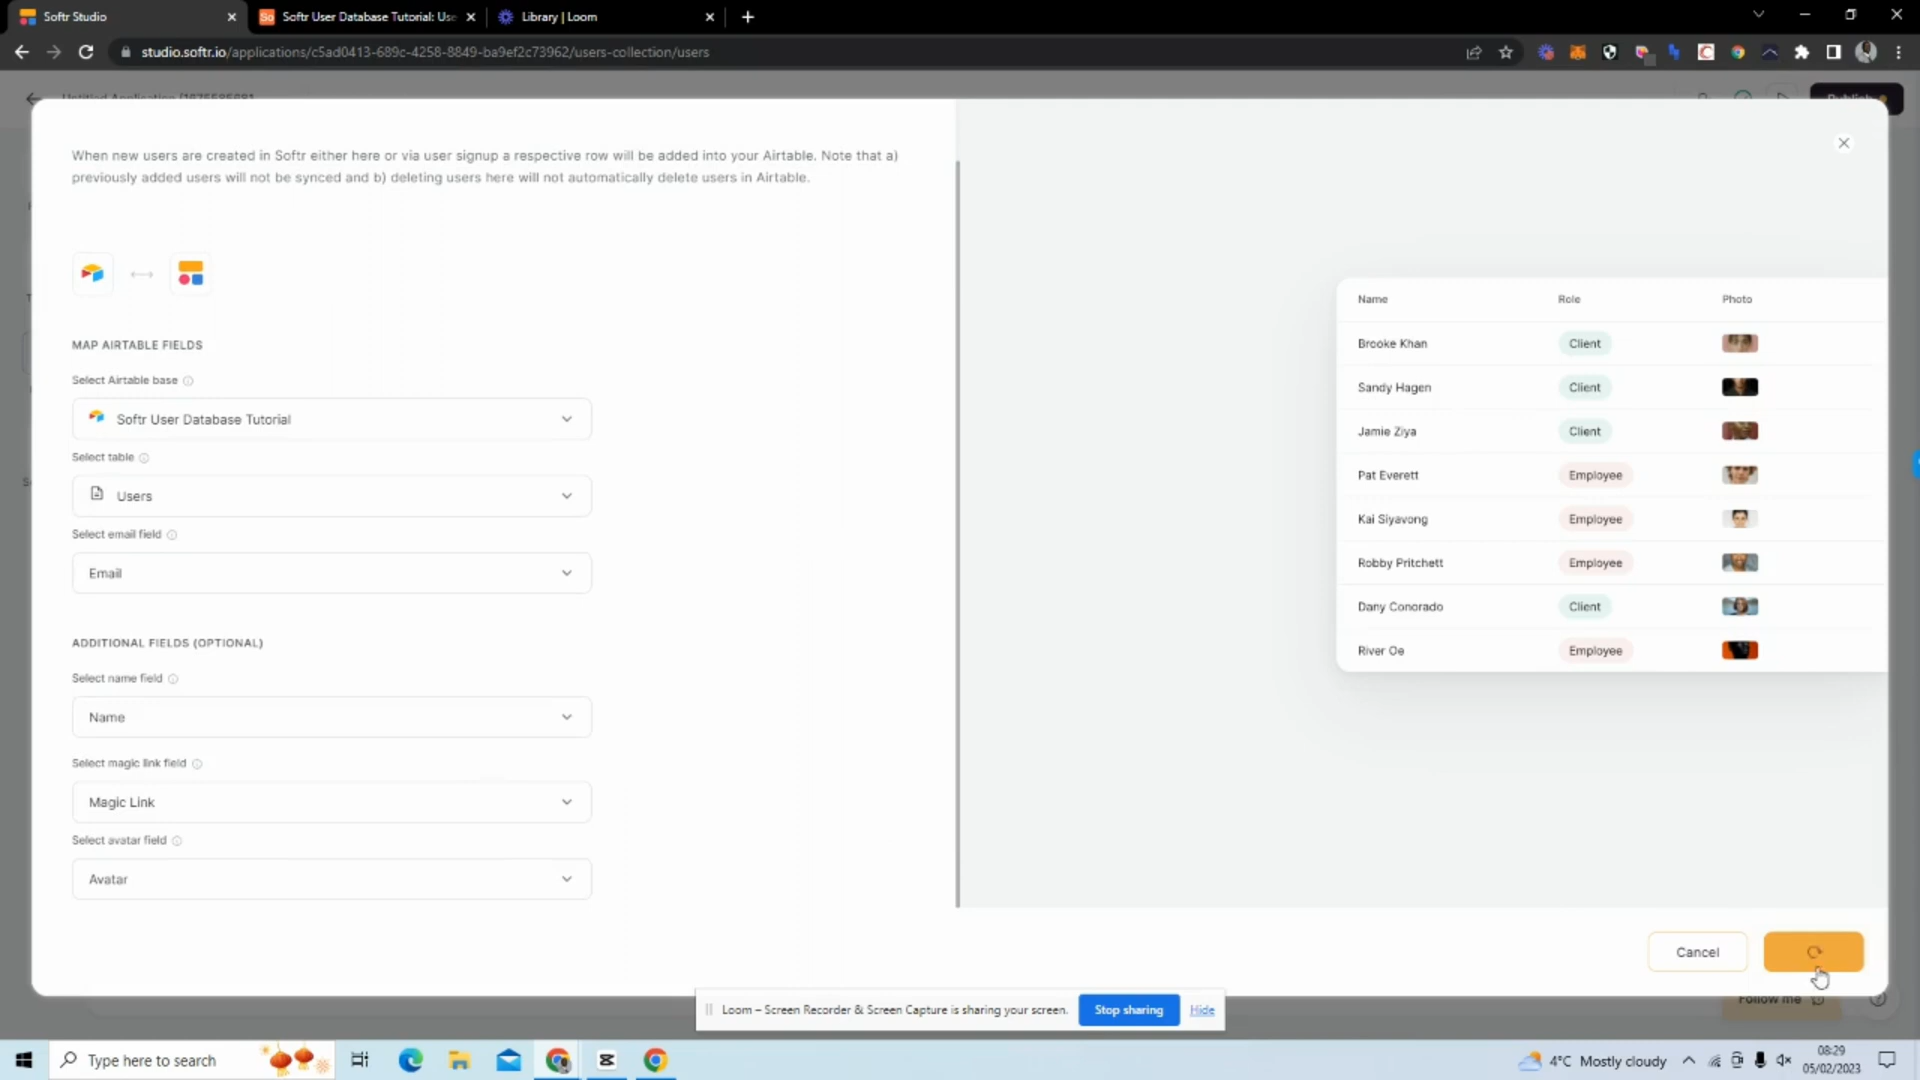 Softr Studio
Softr User Database Tutorial: Use
Library | Loom
studio.softr.io/applications/c5ad0413-689c-4258-8849-ba9ef2c73962/users-collection/users
Publish
When new users are created in Softr either here or via user signup a respective row will be added into your Airtable. Note that a)
previously added users will not be synced and b) deleting users here will not automatically delete users in Airtable.
MAP AIRTABLE FIELDS
Select Airtable base
Softr User Database Tutorial
Select table
Users
Select email field
Email
ADDITIONAL FIELDS (OPTIONAL)
Select name field
Name
Select magic link field
Magic Link
Select avatar field
Avatar
Name Role Photo
Brooke Khan Client
Sandy Hagen Client
Jamie Ziya Client
Pat Everett Employee
Kai Siyavong Employee
Robby Pritchett Employee
Dany Conorado Client
River Oe Employee
Cancel
Follow me
Loom – Screen Recorder & Screen Capture is sharing your screen.
Stop sharing
Hide
Type here to search
4°C Mostly cloudy
08:29
05/02/2023